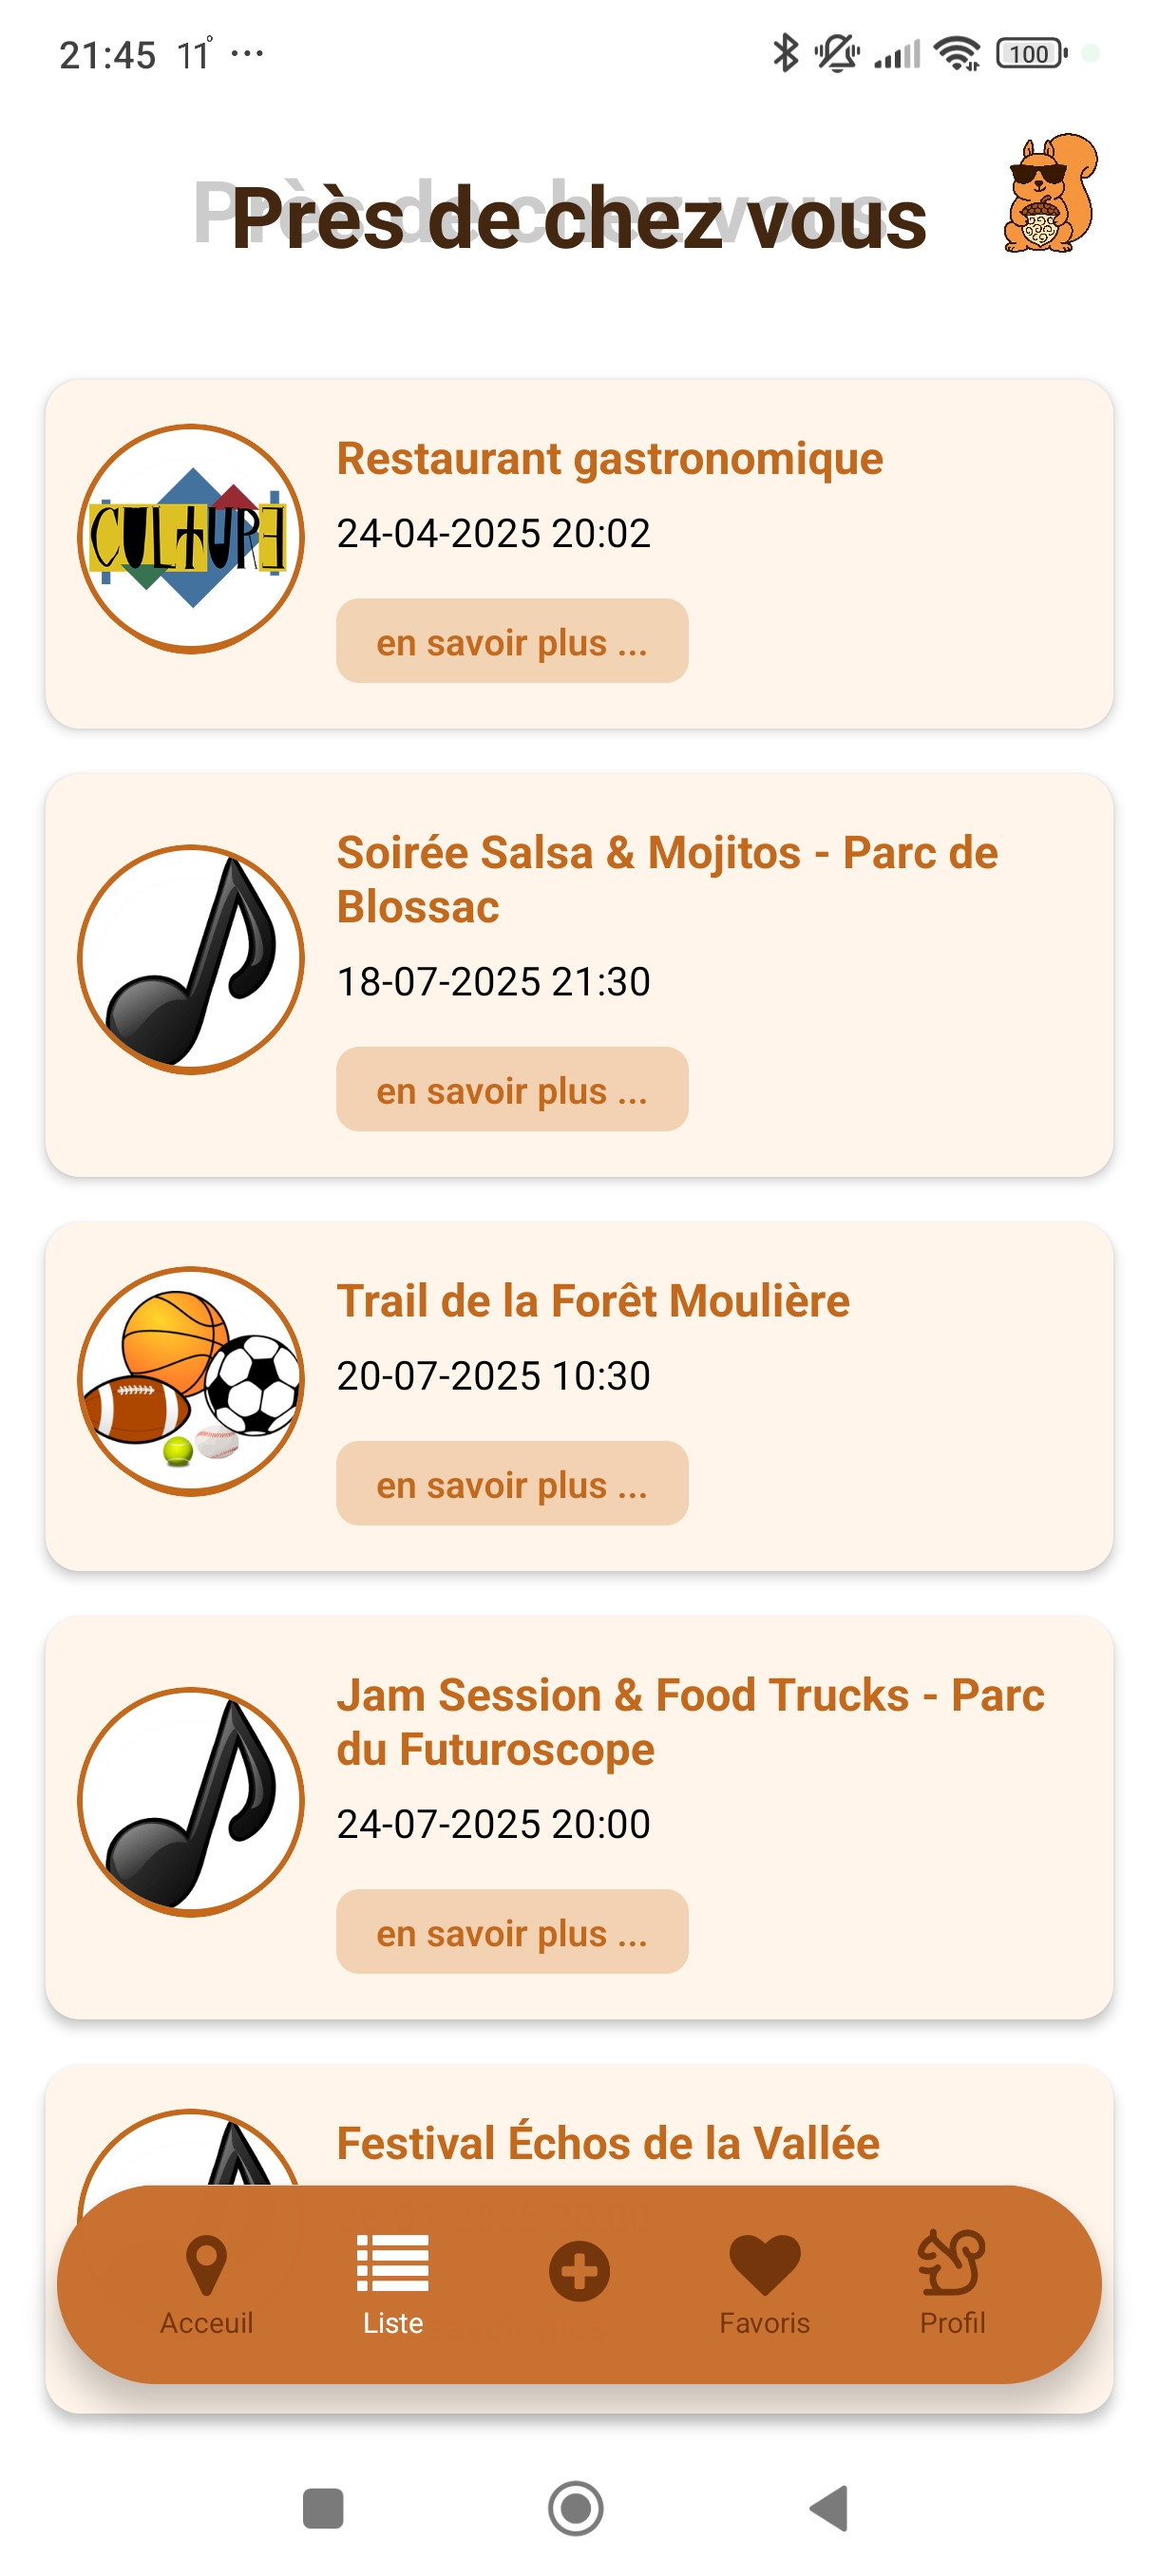 21:45 11° ...
100
Près de chez vous
CULTURE
Restaurant gastronomique
24-04-2025 20:02
en savoir plus ...
Soirée Salsa & Mojitos - Parc de
Blossac
18-07-2025 21:30
en savoir plus ...
Trail de la Forêt Moulière
20-07-2025 10:30
en savoir plus ...
Jam Session & Food Trucks - Parc
du Futuroscope
24-07-2025 20:00
en savoir plus ...
Festival Échos de la Vallée
Acceuil
Liste
Favoris
Profil